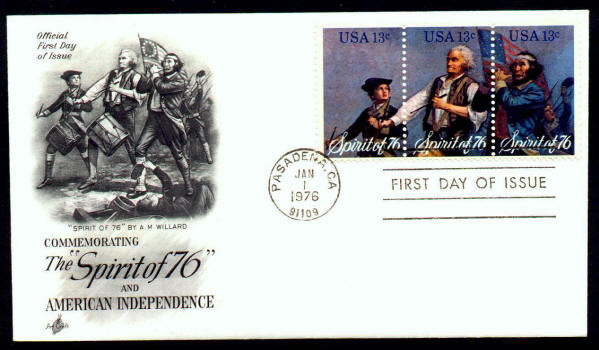 Official
First Day
of Issue
"SPIRIT OF 76" BY A.M. WILLARD
COMMEMORATING
The "Spirit of 76"
AND
AMERICAN INDEPENDENCE
ArtCraft
USA 13c USA 13c USA 13c
Spirit of 76 Spirit of 76 Spirit of 76
PASADENA, CA
JAN
1
1976
91109
FIRST DAY OF ISSUE